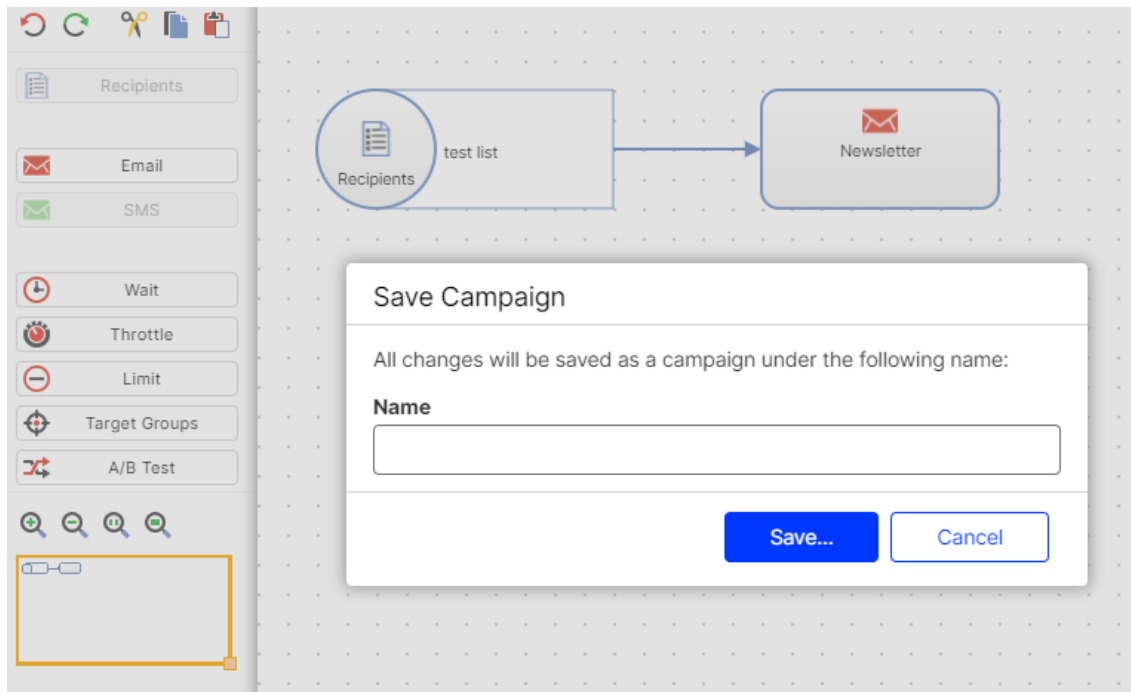 Recipients
Email
SMS
Wait
Throttle
Limit
Target Groups
A/B Test
Recipients
test list
Newsletter
Save Campaign
All changes will be saved as a campaign under the following name:
Name
Save...
Cancel